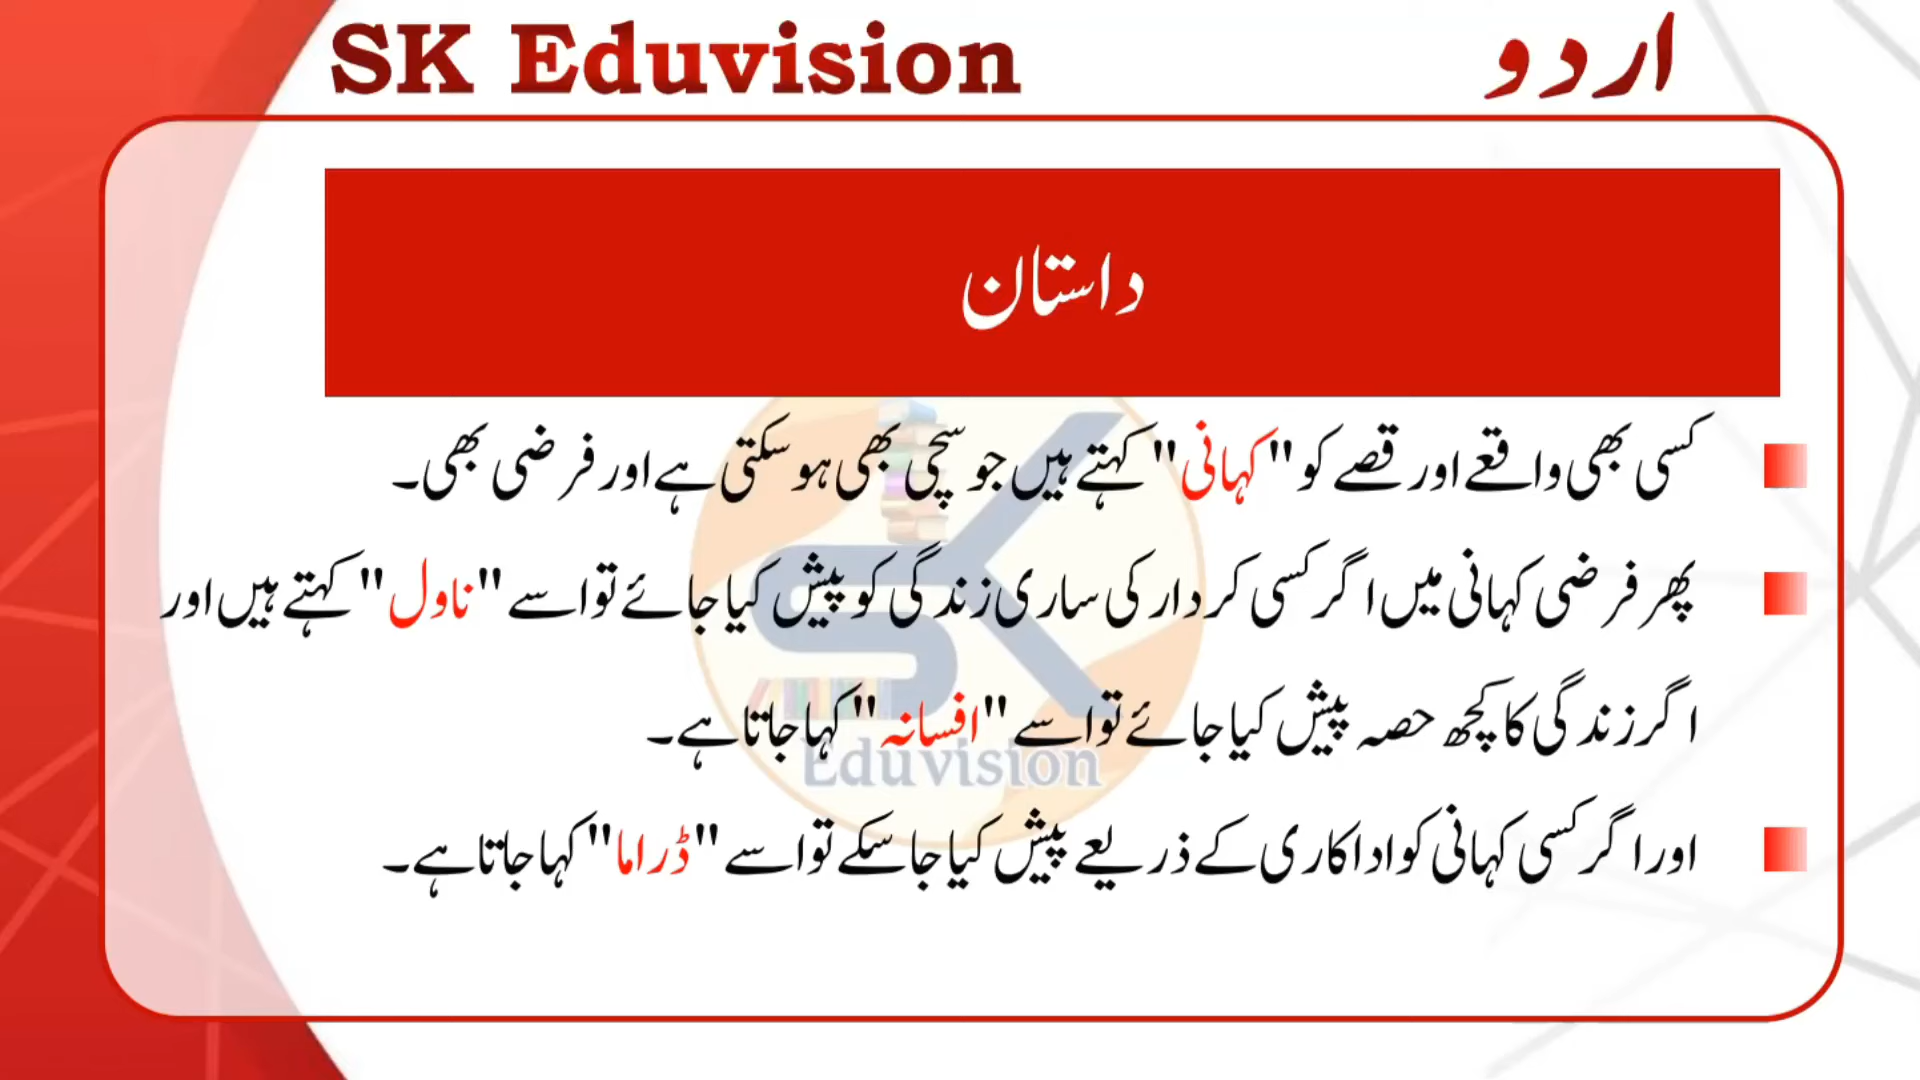 SK Eduvision
اردو
داستان
کسی بھی واقعے اور قصے کو "کہانی" کہتے ہیں جو سچی بھی ہو سکتی ہے اور فرضی بھی۔
پھر فرضی کہانی میں اگر کسی کردار کی ساری زندگی کو پیش کیا جائے تو اسے "ناول" کہتے ہیں اور
اگر زندگی کا کچھ حصہ پیش کیا جائے تو اسے "افسانہ" کہا جاتا ہے۔
اور اگر کسی کہانی کو اداکاری کے ذریعے پیش کیا جا سکے تو اسے "ڈراما" کہا جاتا ہے۔
SK
Eduvision